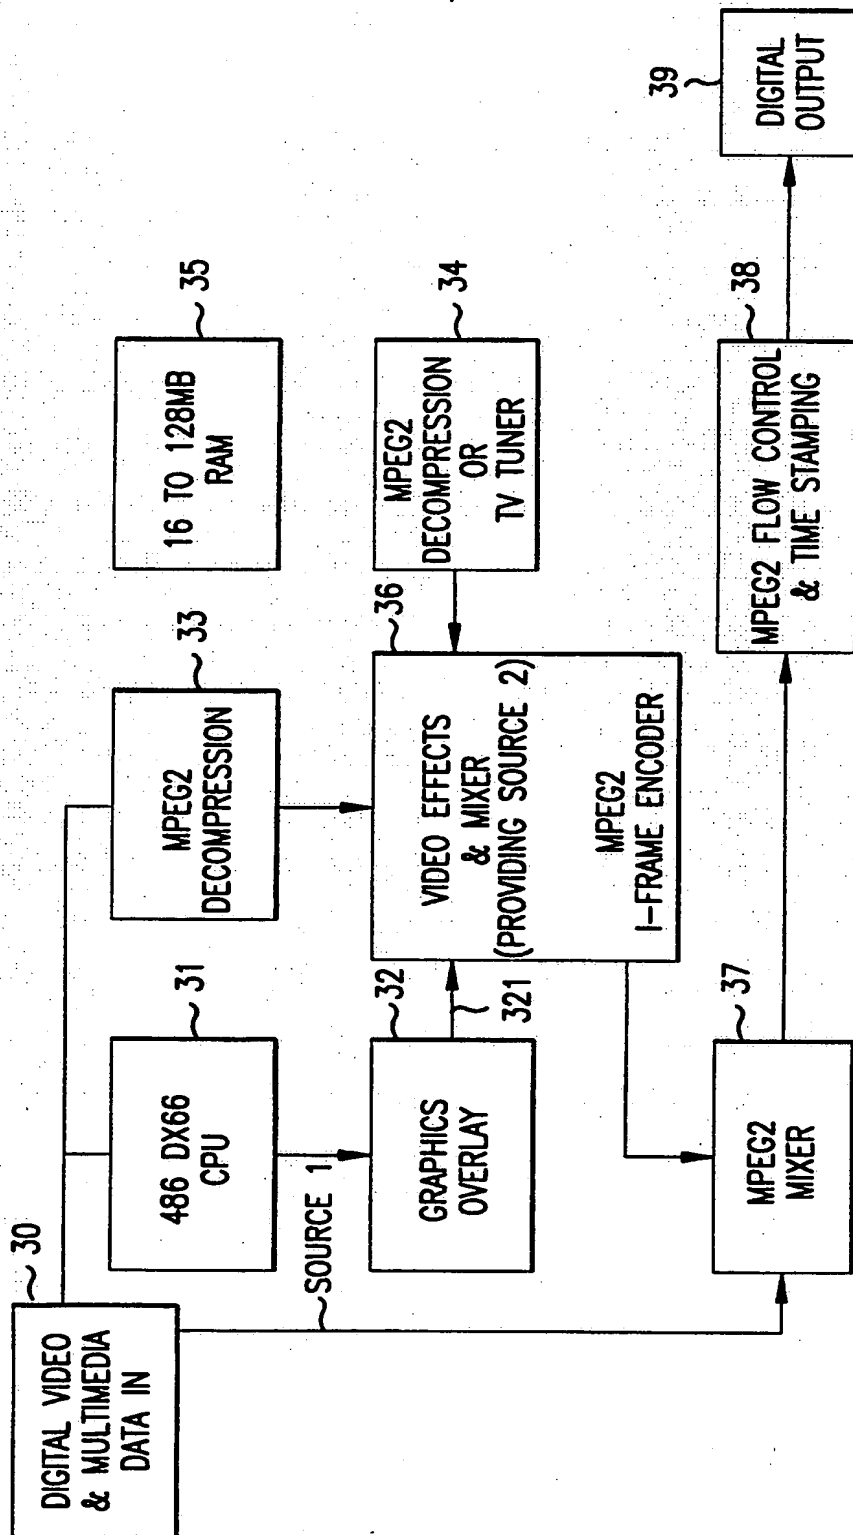 30
DIGITAL VIDEO
& MULTIMEDIA
DATA IN
31
486 DX66
CPU
33
MPEG2
DECOMPRESSION
35
16 TO 128MB
RAM
SOURCE 1
32
GRAPHICS
OVERLAY
321
36
VIDEO EFFECTS
& MIXER
(PROVIDING SOURCE 2)
MPEG2
I-FRAME ENCODER
34
MPEG2
DECOMPRESSION
OR
TV TUNER
37
MPEG2
MIXER
38
MPEG2 FLOW CONTROL
& TIME STAMPING
39
DIGITAL
OUTPUT